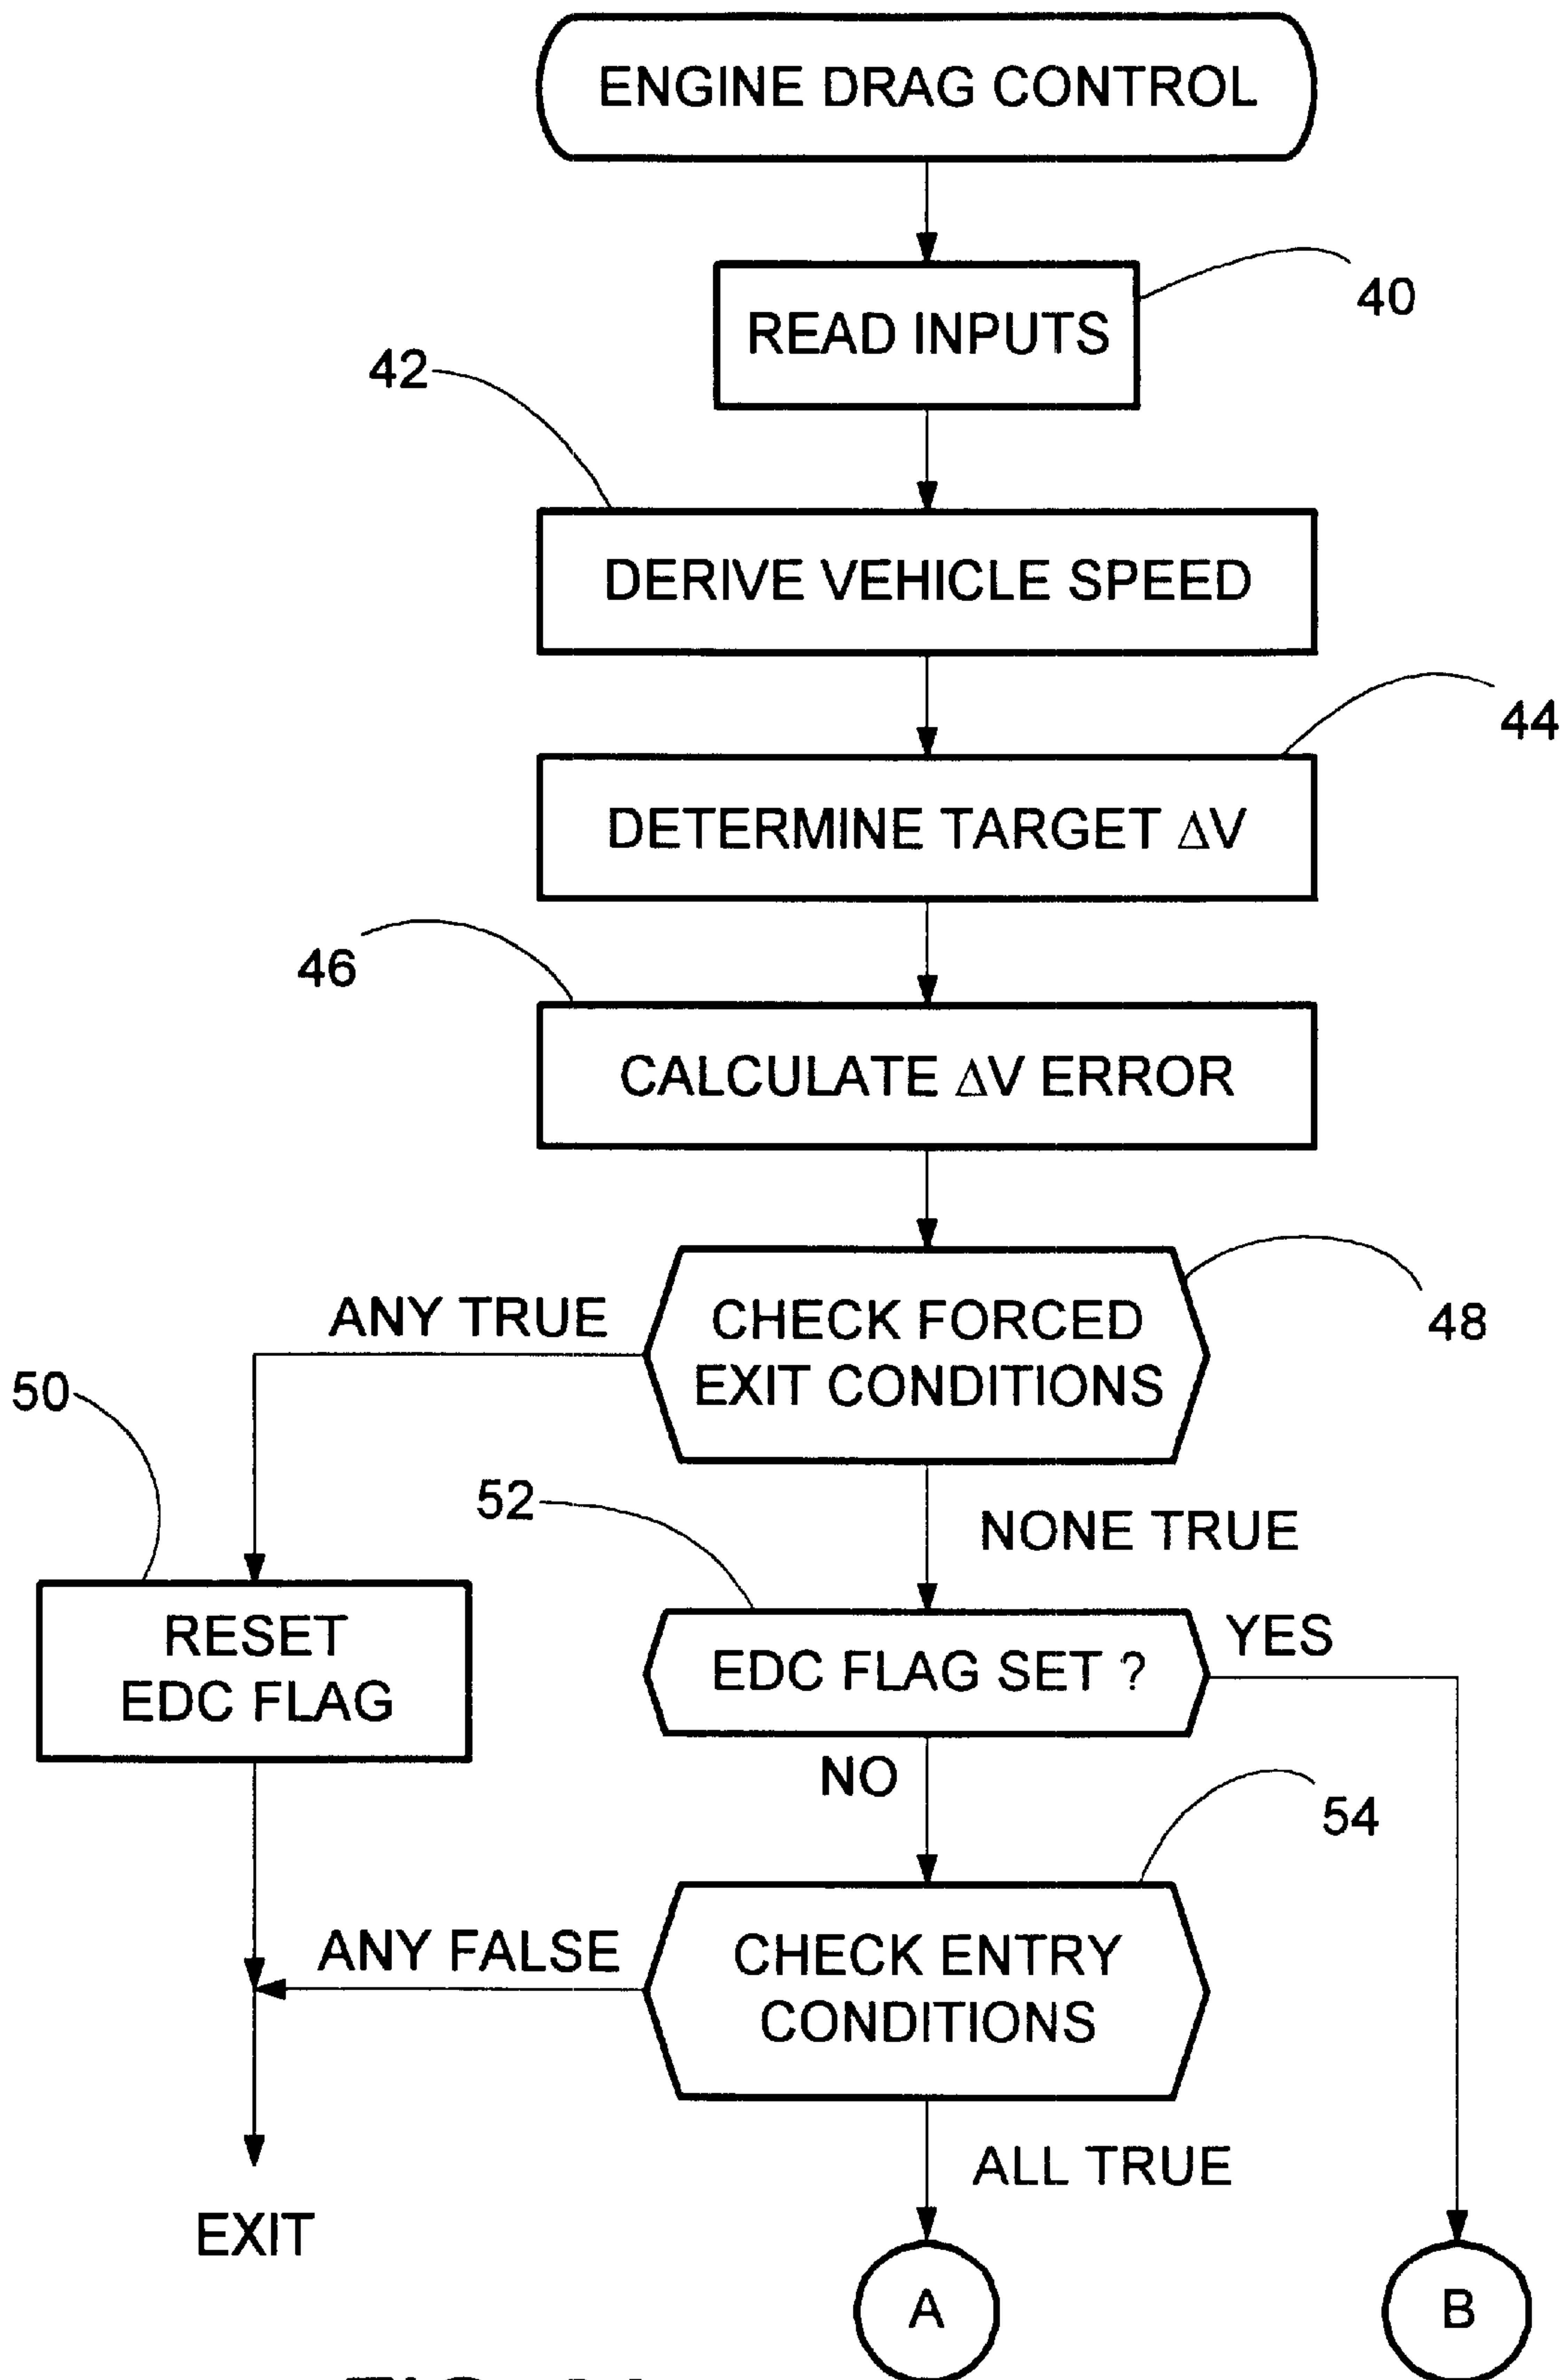 ENGINE DRAG CONTROL
READ INPUTS
40
42
DERIVE VEHICLE SPEED
44
DETERMINE TARGET ΔV
46
CALCULATE ΔV ERROR
ANY TRUE
CHECK FORCED
EXIT CONDITIONS
48
50
52
NONE TRUE
RESET
EDC FLAG
EDC FLAG SET ?
YES
NO
54
ANY FALSE
CHECK ENTRY
CONDITIONS
ALL TRUE
EXIT
A
B